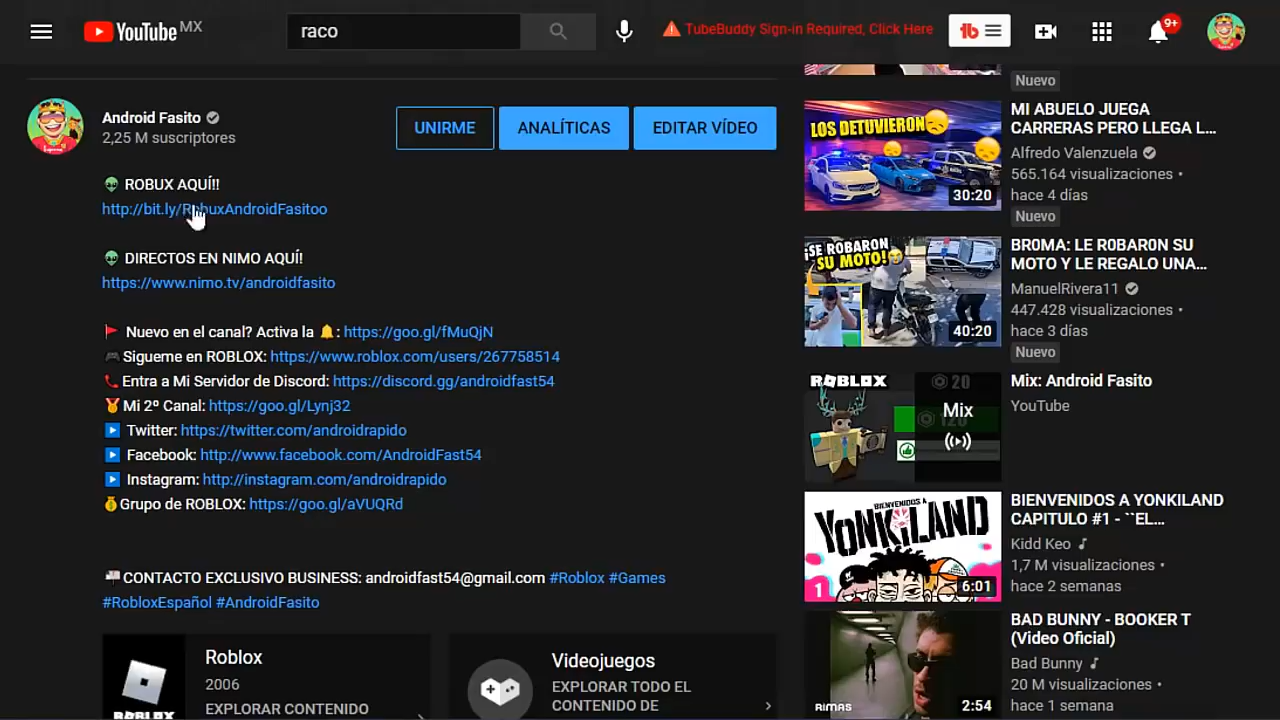 YouTube MX
raco
TubeBuddy Sign-in Required, Click Here
9+
Android Fasito
2,25 M suscriptores
UNIRME
ANALÍTICAS
EDITAR VÍDEO
ROBUX AQUÍ!!
http://bit.ly/RobuxAndroidFasitoo
DIRECTOS EN NIMO AQUÍ!
https://www.nimo.tv/androidfasito
Nuevo en el canal? Activa la 🔔: https://goo.gl/fMuQjN
Sigueme en ROBLOX: https://www.roblox.com/users/267758514
Entra a Mi Servidor de Discord: https://discord.gg/androidfast54
Mi 2º Canal: https://goo.gl/Lynj32
Twitter: https://twitter.com/androidrapido
Facebook: http://www.facebook.com/AndroidFast54
Instagram: http://instagram.com/androidrapido
Grupo de ROBLOX: https://goo.gl/aVUQRd
CONTACTO EXCLUSIVO BUSINESS: androidfast54@gmail.com #Roblox #Games
#RobloxEspañol #AndroidFasito
ROBLOX
Roblox
2006
EXPLORAR CONTENIDO
Videojuegos
EXPLORAR TODO EL
CONTENIDO DE
Nuevo
LOS DETUVIERON
30:20
MI ABUELO JUEGA
CARRERAS PERO LLEGA L...
Alfredo Valenzuela
565.164 visualizaciones •
hace 4 días
Nuevo
¡SE ROBARON
SU MOTO!
40:20
BR0MA: LE R0BAR0N SU
MOTO Y LE REGALO UNA...
ManuelRivera11
447.428 visualizaciones •
hace 3 días
Nuevo
ROBLOX
20
120
Mix
Mix: Android Fasito
YouTube
BIENVENIDOS A
YONKILAND
1
6:01
BIENVENIDOS A YONKILAND
CAPITULO #1 - ``EL...
Kidd Keo
1,7 M visualizaciones •
hace 2 semanas
RIMAS
2:54
BAD BUNNY - BOOKER T
(Video Oficial)
Bad Bunny
20 M visualizaciones •
hace 1 semana